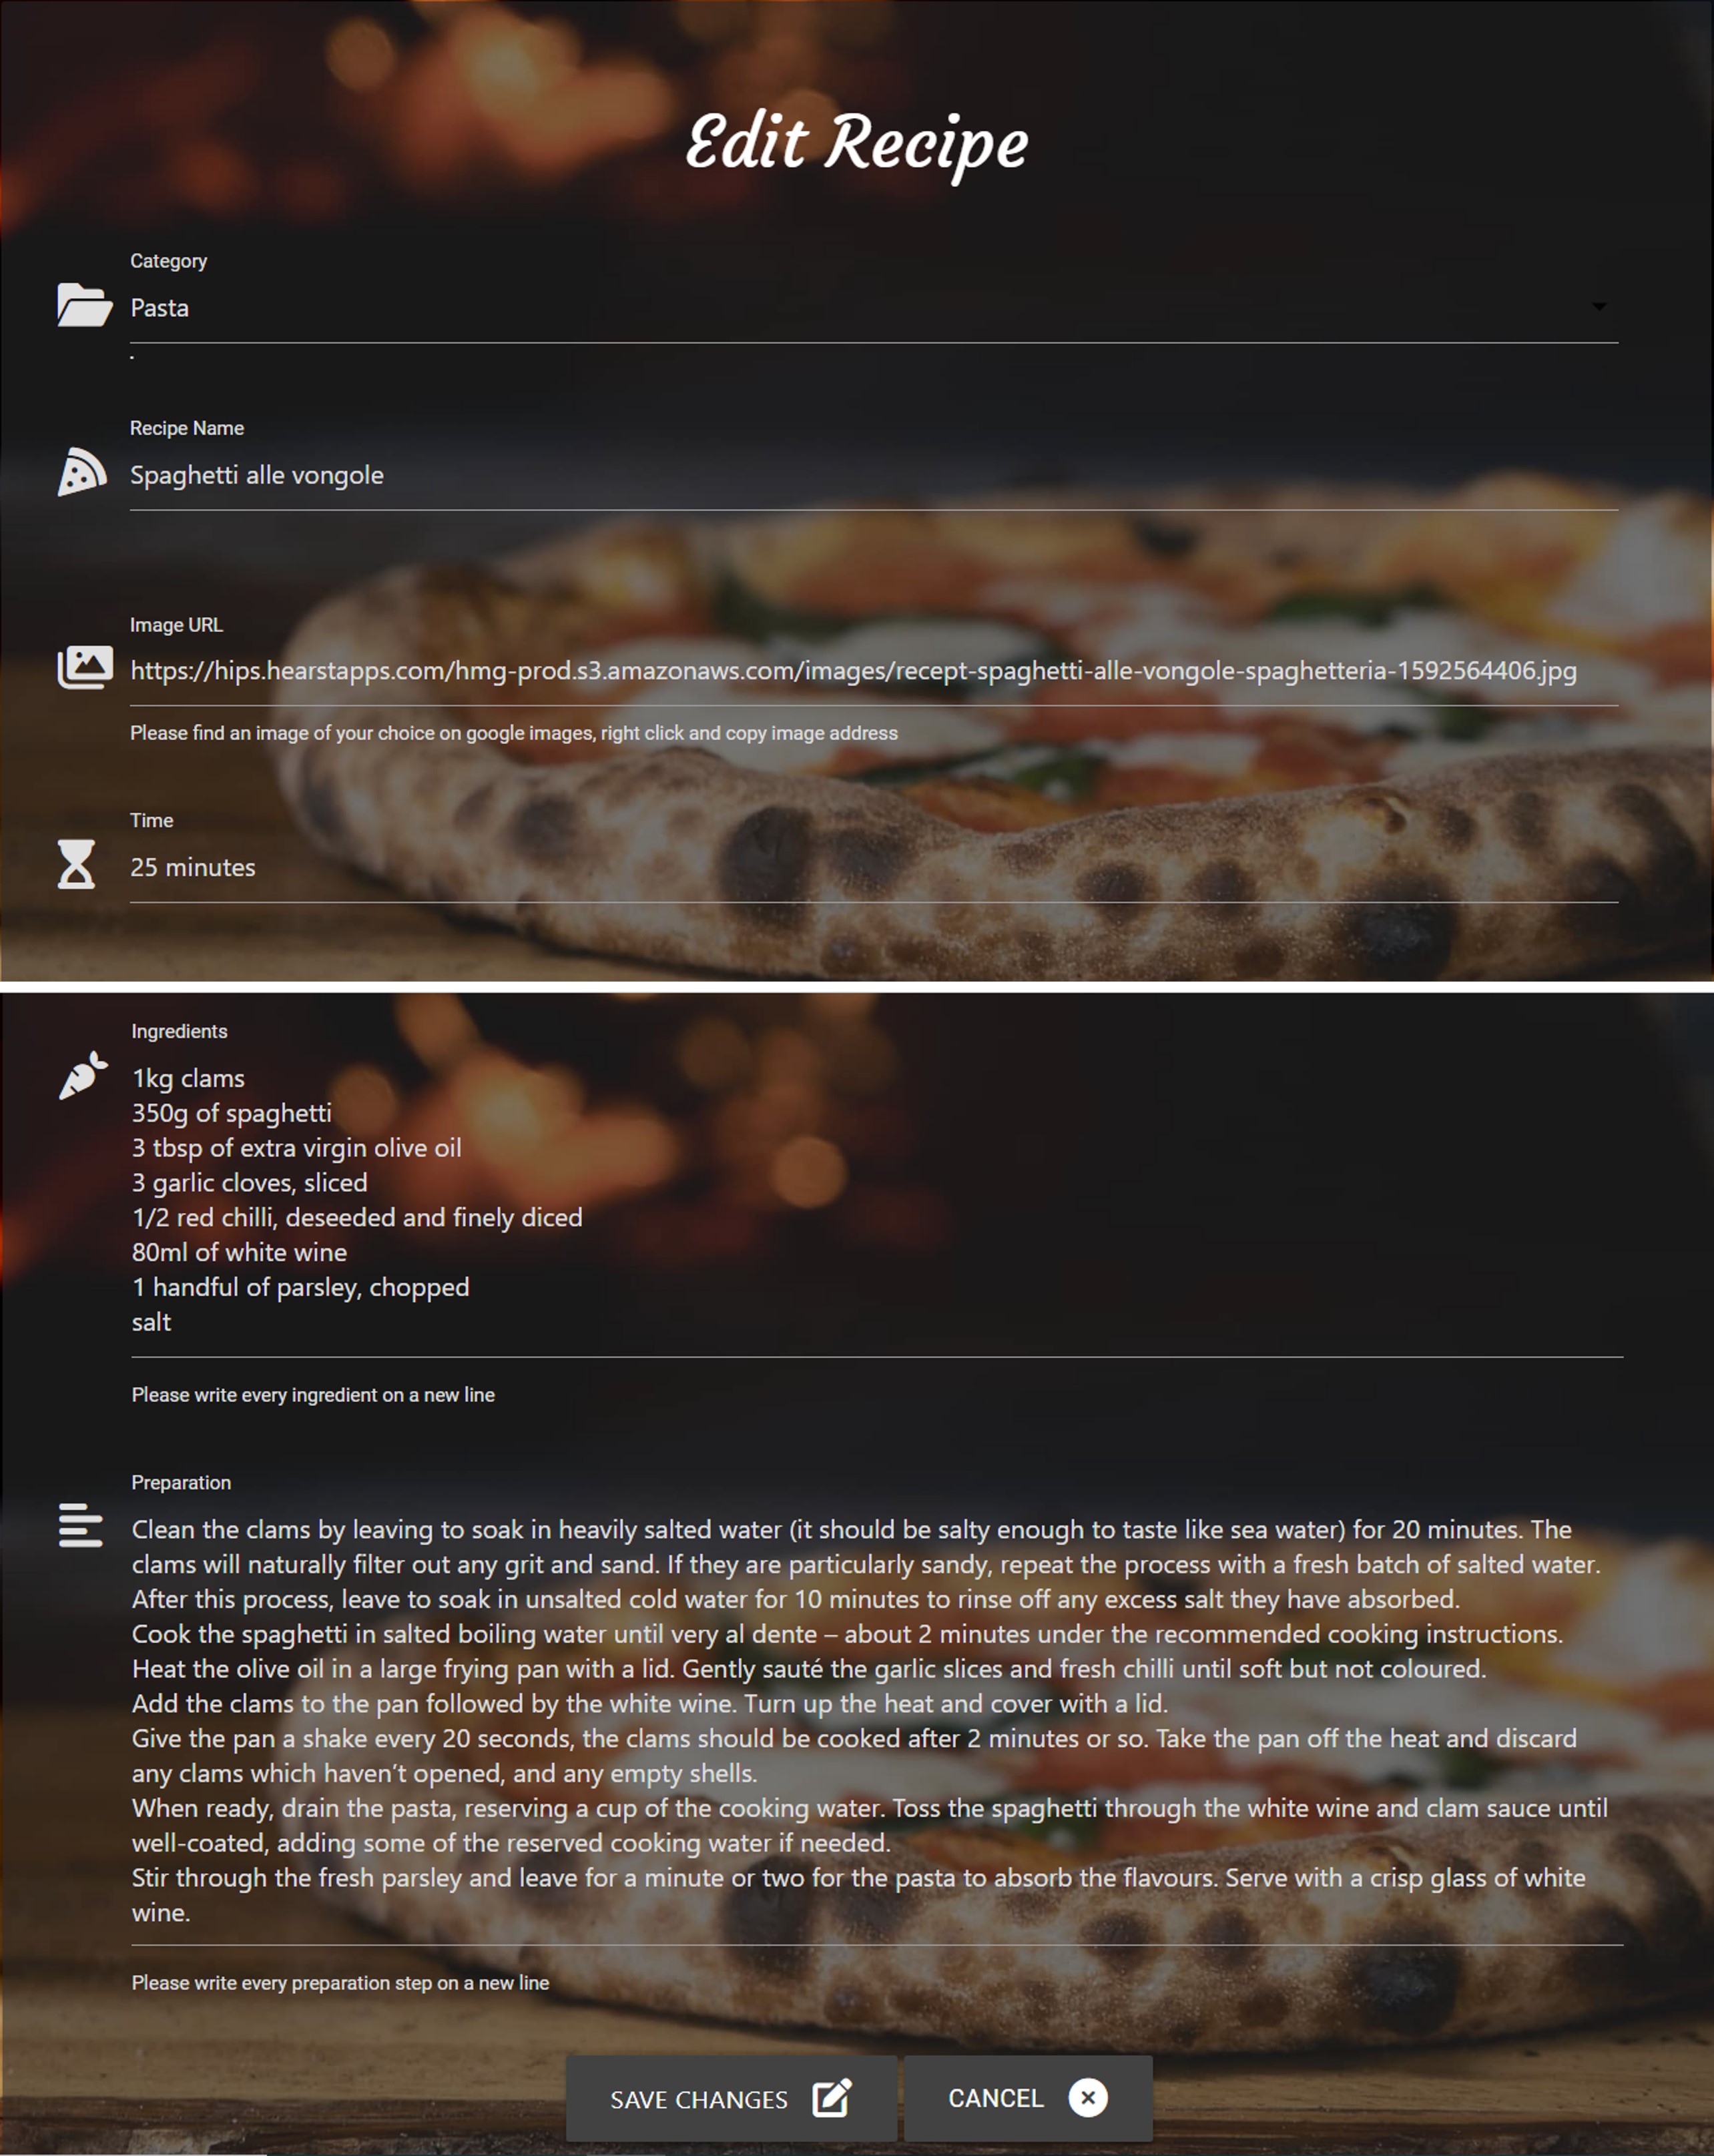 Edit Recipe
Category
Pasta
.
Recipe Name
Spaghetti alle vongole
Image URL
https://hips.hearstapps.com/hmg-prod.s3.amazonaws.com/images/recept-spaghetti-alle-vongole-spaghetteria-1592564406.jpg
Please find an image of your choice on google images, right click and copy image address
Time
25 minutes
Ingredients
1kg clams
350g of spaghetti
3 tbsp of extra virgin olive oil
3 garlic cloves, sliced
1/2 red chilli, deseeded and finely diced
80ml of white wine
1 handful of parsley, chopped
salt
Please write every ingredient on a new line
Preparation
Clean the clams by leaving to soak in heavily salted water (it should be salty enough to taste like sea water) for 20 minutes. The
clams will naturally filter out any grit and sand. If they are particularly sandy, repeat the process with a fresh batch of salted water.
After this process, leave to soak in unsalted cold water for 10 minutes to rinse off any excess salt they have absorbed.
Cook the spaghetti in salted boiling water until very al dente – about 2 minutes under the recommended cooking instructions.
Heat the olive oil in a large frying pan with a lid. Gently sauté the garlic slices and fresh chilli until soft but not coloured.
Add the clams to the pan followed by the white wine. Turn up the heat and cover with a lid.
Give the pan a shake every 20 seconds, the clams should be cooked after 2 minutes or so. Take the pan off the heat and discard
any clams which haven’t opened, and any empty shells.
When ready, drain the pasta, reserving a cup of the cooking water. Toss the spaghetti through the white wine and clam sauce until
well-coated, adding some of the reserved cooking water if needed.
Stir through the fresh parsley and leave for a minute or two for the pasta to absorb the flavours. Serve with a crisp glass of white
wine.
Please write every preparation step on a new line
SAVE CHANGES
CANCEL